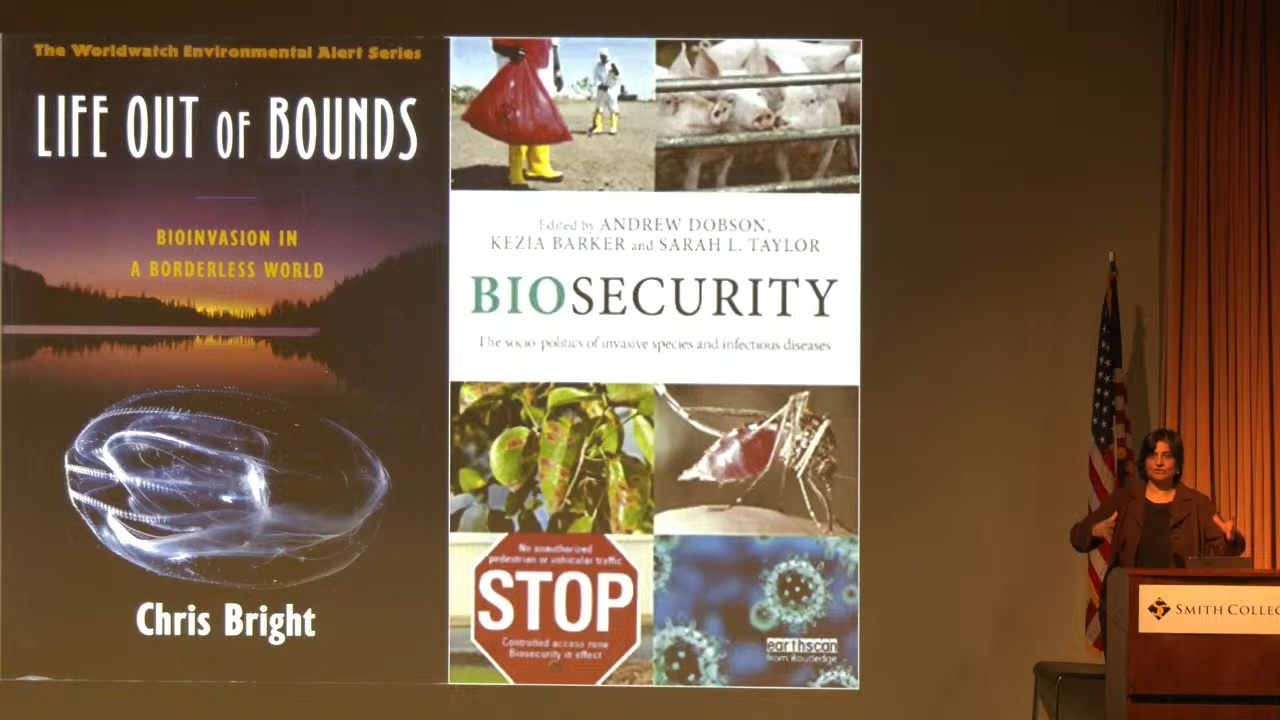 The Worldwatch Environmental Alert Series
LIFE OUT OF BOUNDS
BIOINVASION IN
A BORDERLESS WORLD
Chris Bright
Edited by ANDREW DOBSON,
KEZIA BARKER and SARAH L. TAYLOR
BIOSECURITY
The socio-politics of invasive species and infectious diseases
No unauthorized
pedestrian or vehicular traffic
STOP
Controlled access zone
Biosecurity in effect
earthscan
from Routledge
SMITH COLLEG